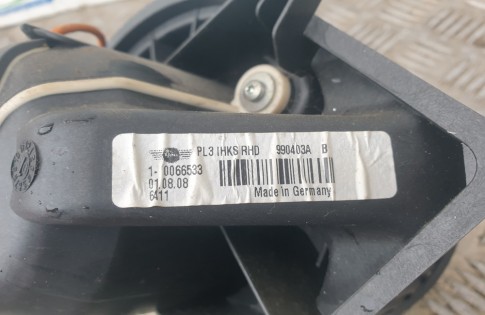 PL3 IHKS RHD 990403A B
1- 0066533
01.08.08
6411 Made in Germany